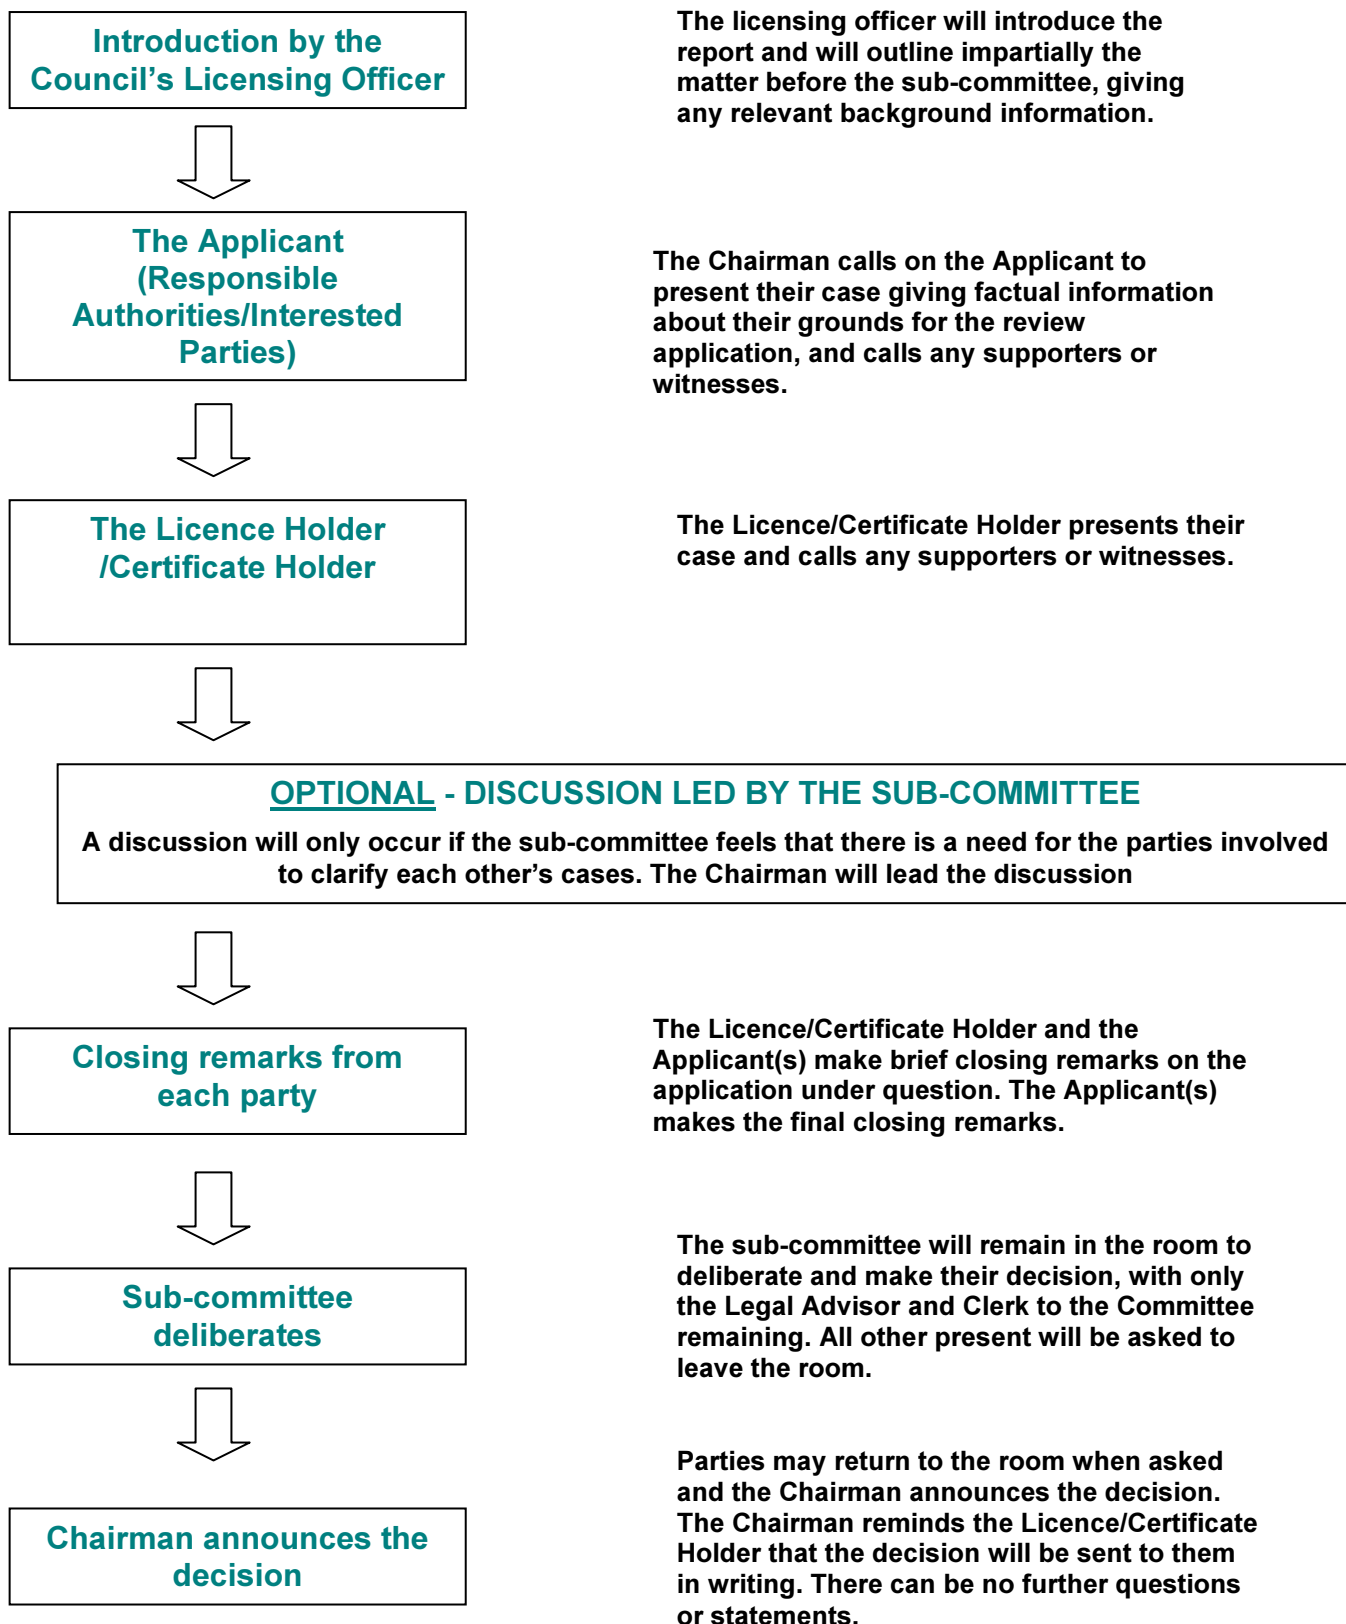 Introduction by the
Council’s Licensing Officer
The licensing officer will introduce the
report and will outline impartially the
matter before the sub-committee, giving
any relevant background information.
The Applicant
(Responsible
Authorities/Interested
Parties)
The Chairman calls on the Applicant to
present their case giving factual information
about their grounds for the review
application, and calls any supporters or
witnesses.
The Licence Holder
/Certificate Holder
The Licence/Certificate Holder presents their
case and calls any supporters or witnesses.
OPTIONAL - DISCUSSION LED BY THE SUB-COMMITTEE
A discussion will only occur if the sub-committee feels that there is a need for the parties involved
to clarify each other’s cases. The Chairman will lead the discussion
Closing remarks from
each party
The Licence/Certificate Holder and the
Applicant(s) make brief closing remarks on the
application under question. The Applicant(s)
makes the final closing remarks.
Sub-committee
deliberates
The sub-committee will remain in the room to
deliberate and make their decision, with only
the Legal Advisor and Clerk to the Committee
remaining. All other present will be asked to
leave the room.
Chairman announces the
decision
Parties may return to the room when asked
and the Chairman announces the decision.
The Chairman reminds the Licence/Certificate
Holder that the decision will be sent to them
in writing. There can be no further questions
or statements.